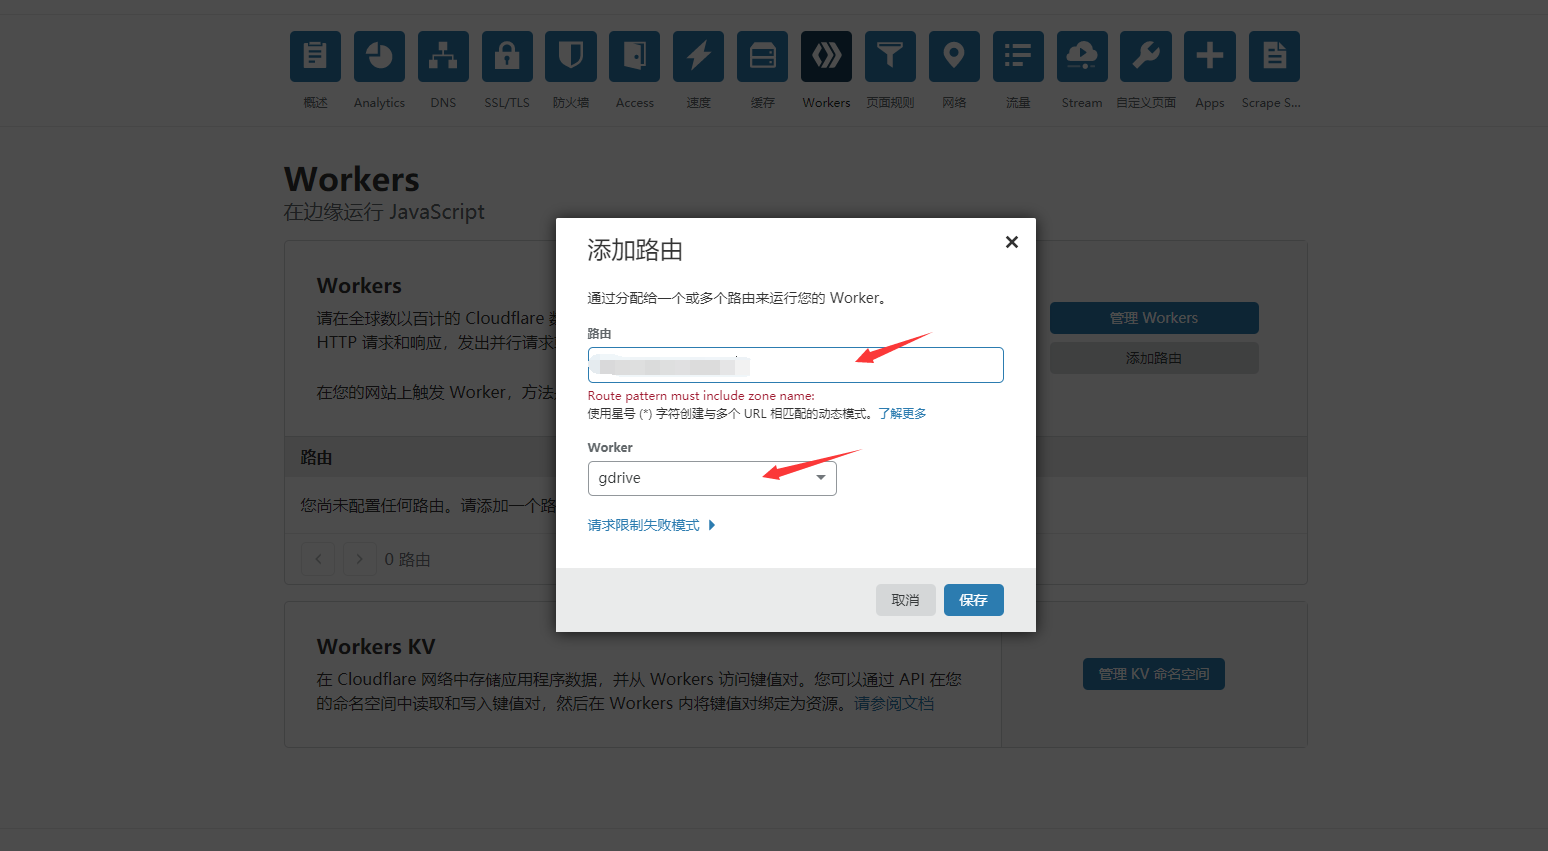 概述
Analytics
DNS
SSL/TLS
防火墙
Access
速度
缓存
Workers
页面规则
网络
流量
Stream
自定义页面
Apps
Scrape S...
Workers
在边缘运行 JavaScript
Workers
请在全球数以百计的 Cloudflare
HTTP 请求和响应，发出并行请求
在您的网站上触发 Worker，方法
管理 Workers
添加路由
路由
您尚未配置任何路由。请添加一个路
0 路由
添加路由
通过分配给一个或多个路由来运行您的 Worker。
路由
Route pattern must include zone name:
使用星号 (*) 字符创建与多个 URL 相匹配的动态模式。了解更多
Worker
gdrive
请求限制失败模式
取消
保存
Workers KV
在 Cloudflare 网络中存储应用程序数据，并从 Workers 访问键值对。您可以通过 API 在您
的命名空间中读取和写入键值对，然后在 Workers 内将键值对绑定为资源。请参阅文档
管理 KV 命名空间